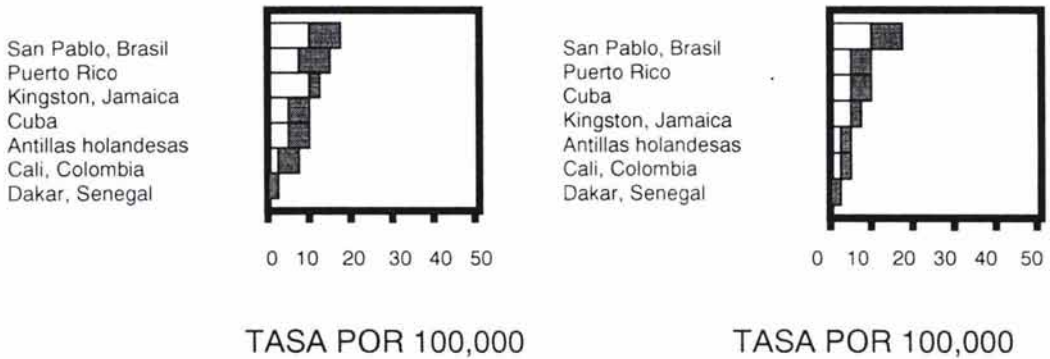 San Pablo, Brasil
Puerto Rico
Kingston, Jamaica
Cuba
Antillas holandesas
Cali, Colombia
Dakar, Senegal
0 10 20 30 40 50
TASA POR 100,000
San Pablo, Brasil
Puerto Rico
Cuba
Kingston, Jamaica
Antillas holandesas
Cali, Colombia
Dakar, Senegal
0 10 20 30 40 50
TASA POR 100,000